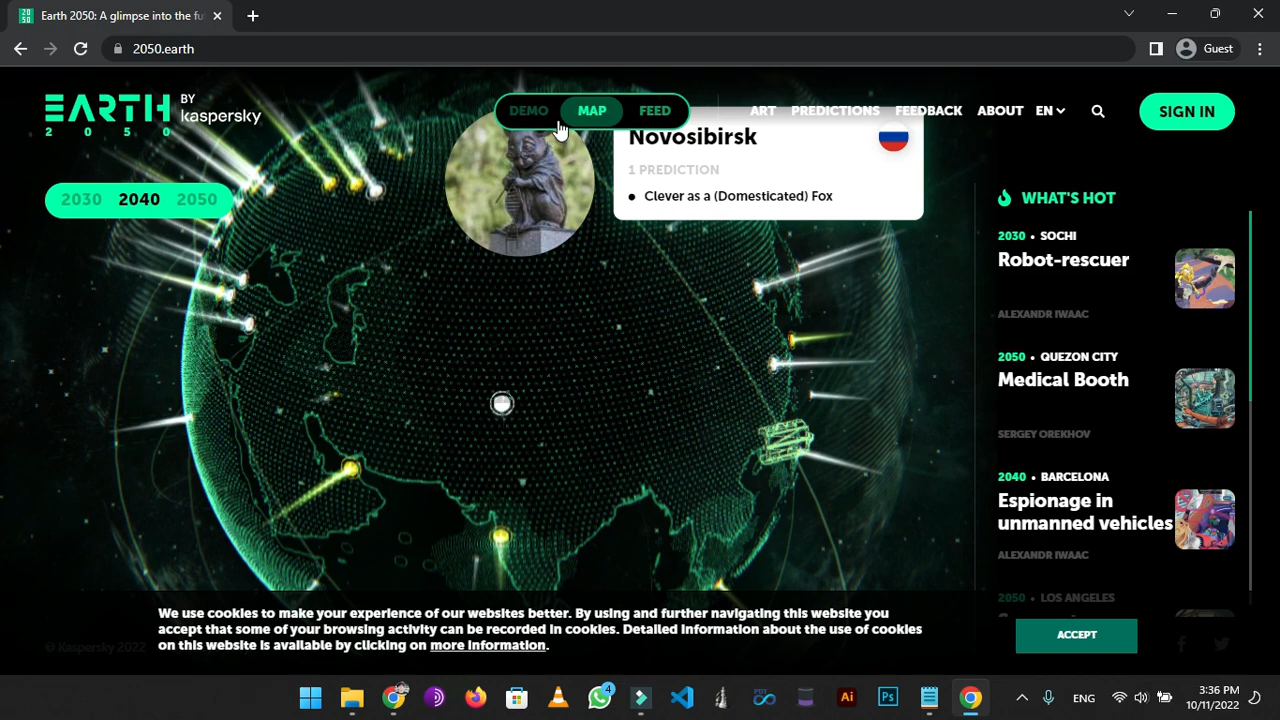 Earth 2050: A glimpse into the fu
2050.earth
Guest
EARTH BY
kaspersky
2 0 5 0
DEMO MAP FEED
ART PREDICTIONS FEEDBACK ABOUT EN
SIGN IN
2030 2040 2050
Novosibirsk
1 PREDICTION
Clever as a (Domesticated) Fox
WHAT'S HOT
2030 • SOCHI
Robot-rescuer
ALEXANDR IWAAC
2050 • QUEZON CITY
Medical Booth
SERGEY OREKHOV
2040 • BARCELONA
Espionage in
unmanned vehicles
ALEXANDR IWAAC
2050 • LOS ANGELES
We use cookies to make your experience of our websites better. By using and further navigating this website you
accept that some of your browsing activity can be recorded in cookies. Detailed information about the use of cookies
on this website is available by clicking on more information.
ACCEPT
© Kaspersky 2022
4
PDT
Ai
Ps
ENG
3:36 PM
10/11/2022